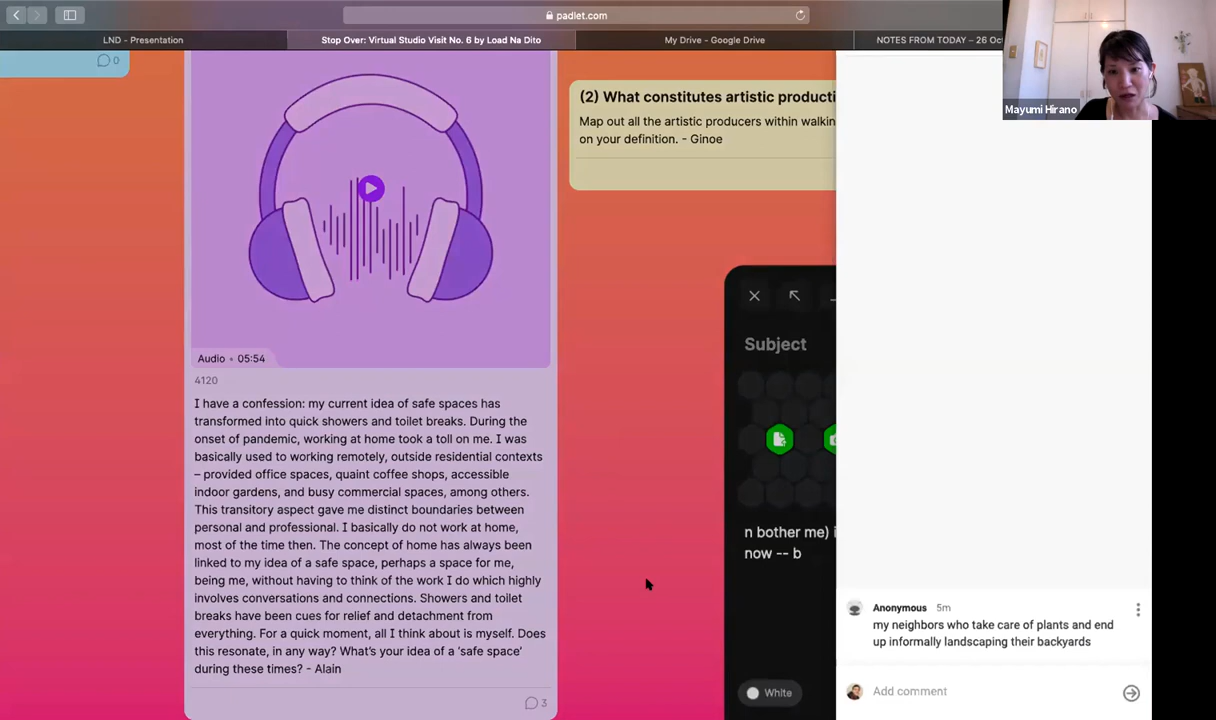 padlet.com
LND - Presentation
Stop Over: Virtual Studio Visit No. 6 by Load Na Dito
My Drive - Google Drive
NOTES FROM TODAY – 26 Oc
Mayumi Hirano
0
Audio • 05:54
4120
I have a confession: my current idea of safe spaces has
transformed into quick showers and toilet breaks. During the
onset of pandemic, working at home took a toll on me. I was
basically used to working remotely, outside residential contexts
– provided office spaces, quaint coffee shops, accessible
indoor gardens, and busy commercial spaces, among others.
This transitory aspect gave me distinct boundaries between
personal and professional. I basically do not work at home,
most of the time then. The concept of home has always been
linked to my idea of a safe space, perhaps a space for me,
being me, without having to think of the work I do which highly
involves conversations and connections. Showers and toilet
breaks have been cues for relief and detachment from
everything. For a quick moment, all I think about is myself. Does
this resonate, in any way? What's your idea of a 'safe space'
during these times? - Alain
3
(2) What constitutes artistic producti
Map out all the artistic producers within walkin
on your definition. - Ginoe
Subject
n bother me) i
now -- b
White
Anonymous 5m
my neighbors who take care of plants and end
up informally landscaping their backyards
Add comment